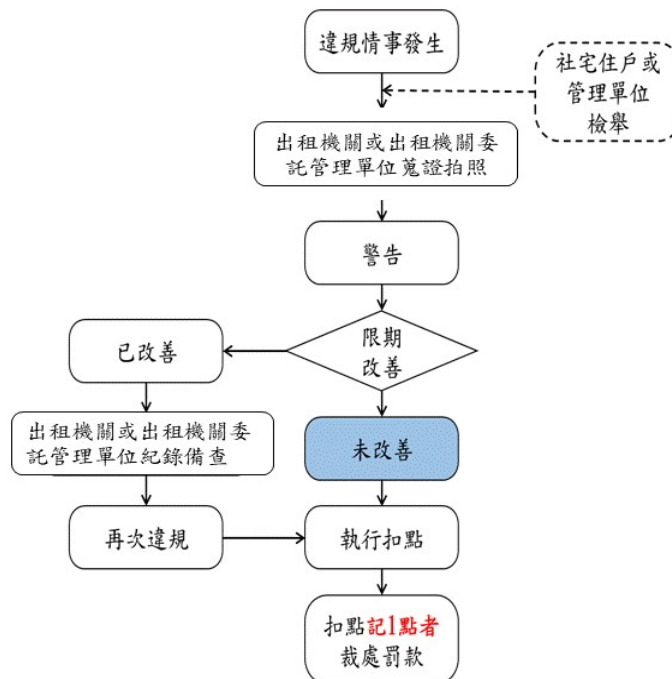 違規情事發生
社宅住戶或
管理單位
檢舉
出租機關或出租機關委
託管理單位蒐證拍照
警告
限期
改善
已改善
出租機關或出租機關委
託管理單位紀錄備查
未改善
再次違規
執行扣點
扣點記1點者
裁處罰款